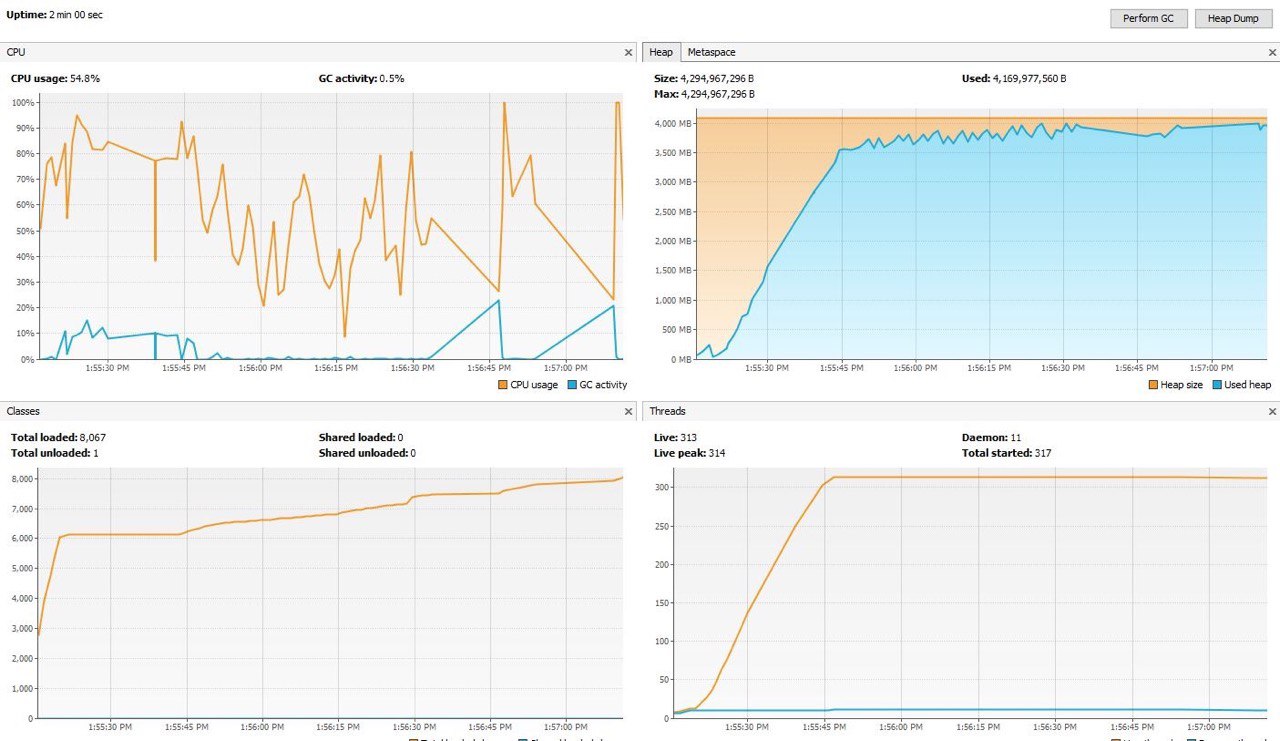 Uptime: 2 min 00 sec
Perform GC
Heap Dump
CPU
CPU usage: 54.8%
GC activity: 0.5%
100%
90%
80%
70%
60%
50%
40%
30%
20%
10%
0%
1:55:30 PM 1:55:45 PM 1:56:00 PM 1:56:15 PM 1:56:30 PM 1:56:45 PM 1:57:00 PM
CPU usage GC activity
Heap Metaspace
Size: 4,294,967,296 B
Used: 4,169,977,560 B
Max: 4,294,967,296 B
4,000 MB
3,500 MB
3,000 MB
2,500 MB
2,000 MB
1,500 MB
1,000 MB
500 MB
0 MB
1:55:30 PM 1:55:45 PM 1:56:00 PM 1:56:15 PM 1:56:30 PM 1:56:45 PM 1:57:00 PM
Heap size Used heap
Classes
Total loaded: 8,067
Shared loaded: 0
Total unloaded: 1
Shared unloaded: 0
8,000
7,000
6,000
5,000
4,000
3,000
2,000
1,000
0
1:55:30 PM 1:55:45 PM 1:56:00 PM 1:56:15 PM 1:56:30 PM 1:56:45 PM 1:57:00 PM
Threads
Live: 313
Daemon: 11
Live peak: 314
Total started: 317
300
250
200
150
100
50
0
1:55:30 PM 1:55:45 PM 1:56:00 PM 1:56:15 PM 1:56:30 PM 1:56:45 PM 1:57:00 PM